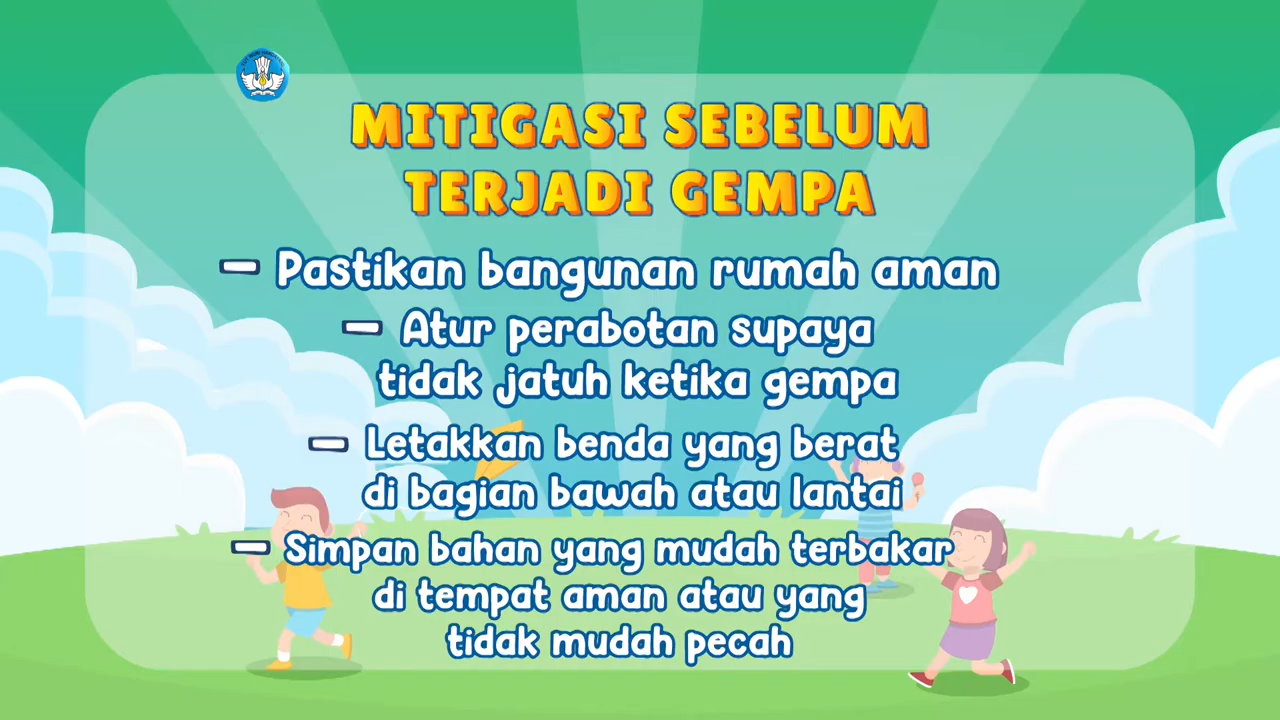 MITIGASI SEBELUM
TERJADI GEMPA
- Pastikan bangunan rumah aman
- Atur perabotan supaya
tidak jatuh ketika gempa
- Letakkan benda yang berat
di bagian bawah atau lantai
- Simpan bahan yang mudah terbakar
di tempat aman atau yang
tidak mudah pecah